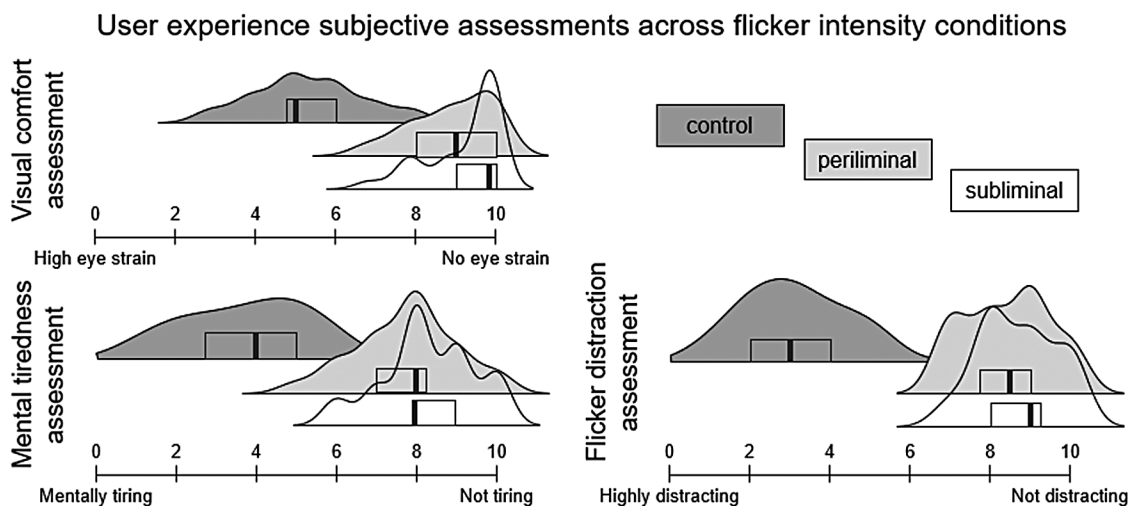 User experience subjective assessments across flicker intensity conditions
Visual comfort
assessment
0 2 4 6 8 10
High eye strain No eye strain
control
periliminal
subliminal
Mental tiredness
assessment
0 2 4 6 8 10
Mentally tiring Not tiring
Flicker distraction
assessment
0 2 4 6 8 10
Highly distracting Not distracting